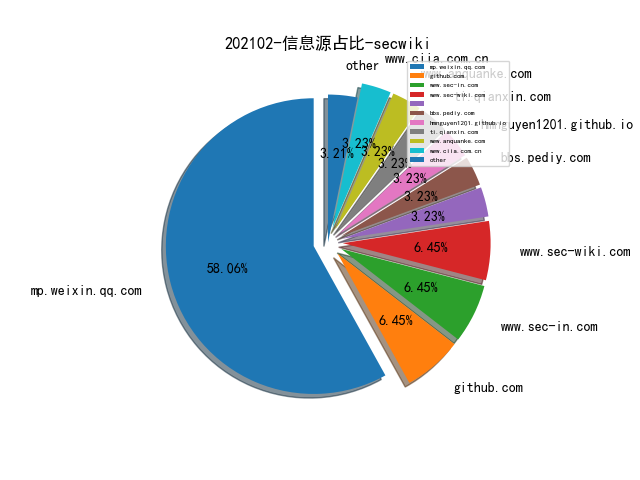 202102-信息源占比-secwiki
other
www.cjja.com.cn
mp.weixin.qq.com
github.com
www.sec-in.com
www.sec-wiki.com
bbs.pediy.com
hmnguyen1201.github.io
ti.qianxin.com
www.anquanke.com
www.cjja.com.cn
other
www.anquanke.com
ti.qianxin.com
hmnguyen1201.github.io
bbs.pediy.com
www.sec-wiki.com
www.sec-in.com
github.com
mp.weixin.qq.com
3.21%
3.23%
3.23%
3.23%
3.23%
3.23%
3.23%
6.45%
6.45%
6.45%
58.06%